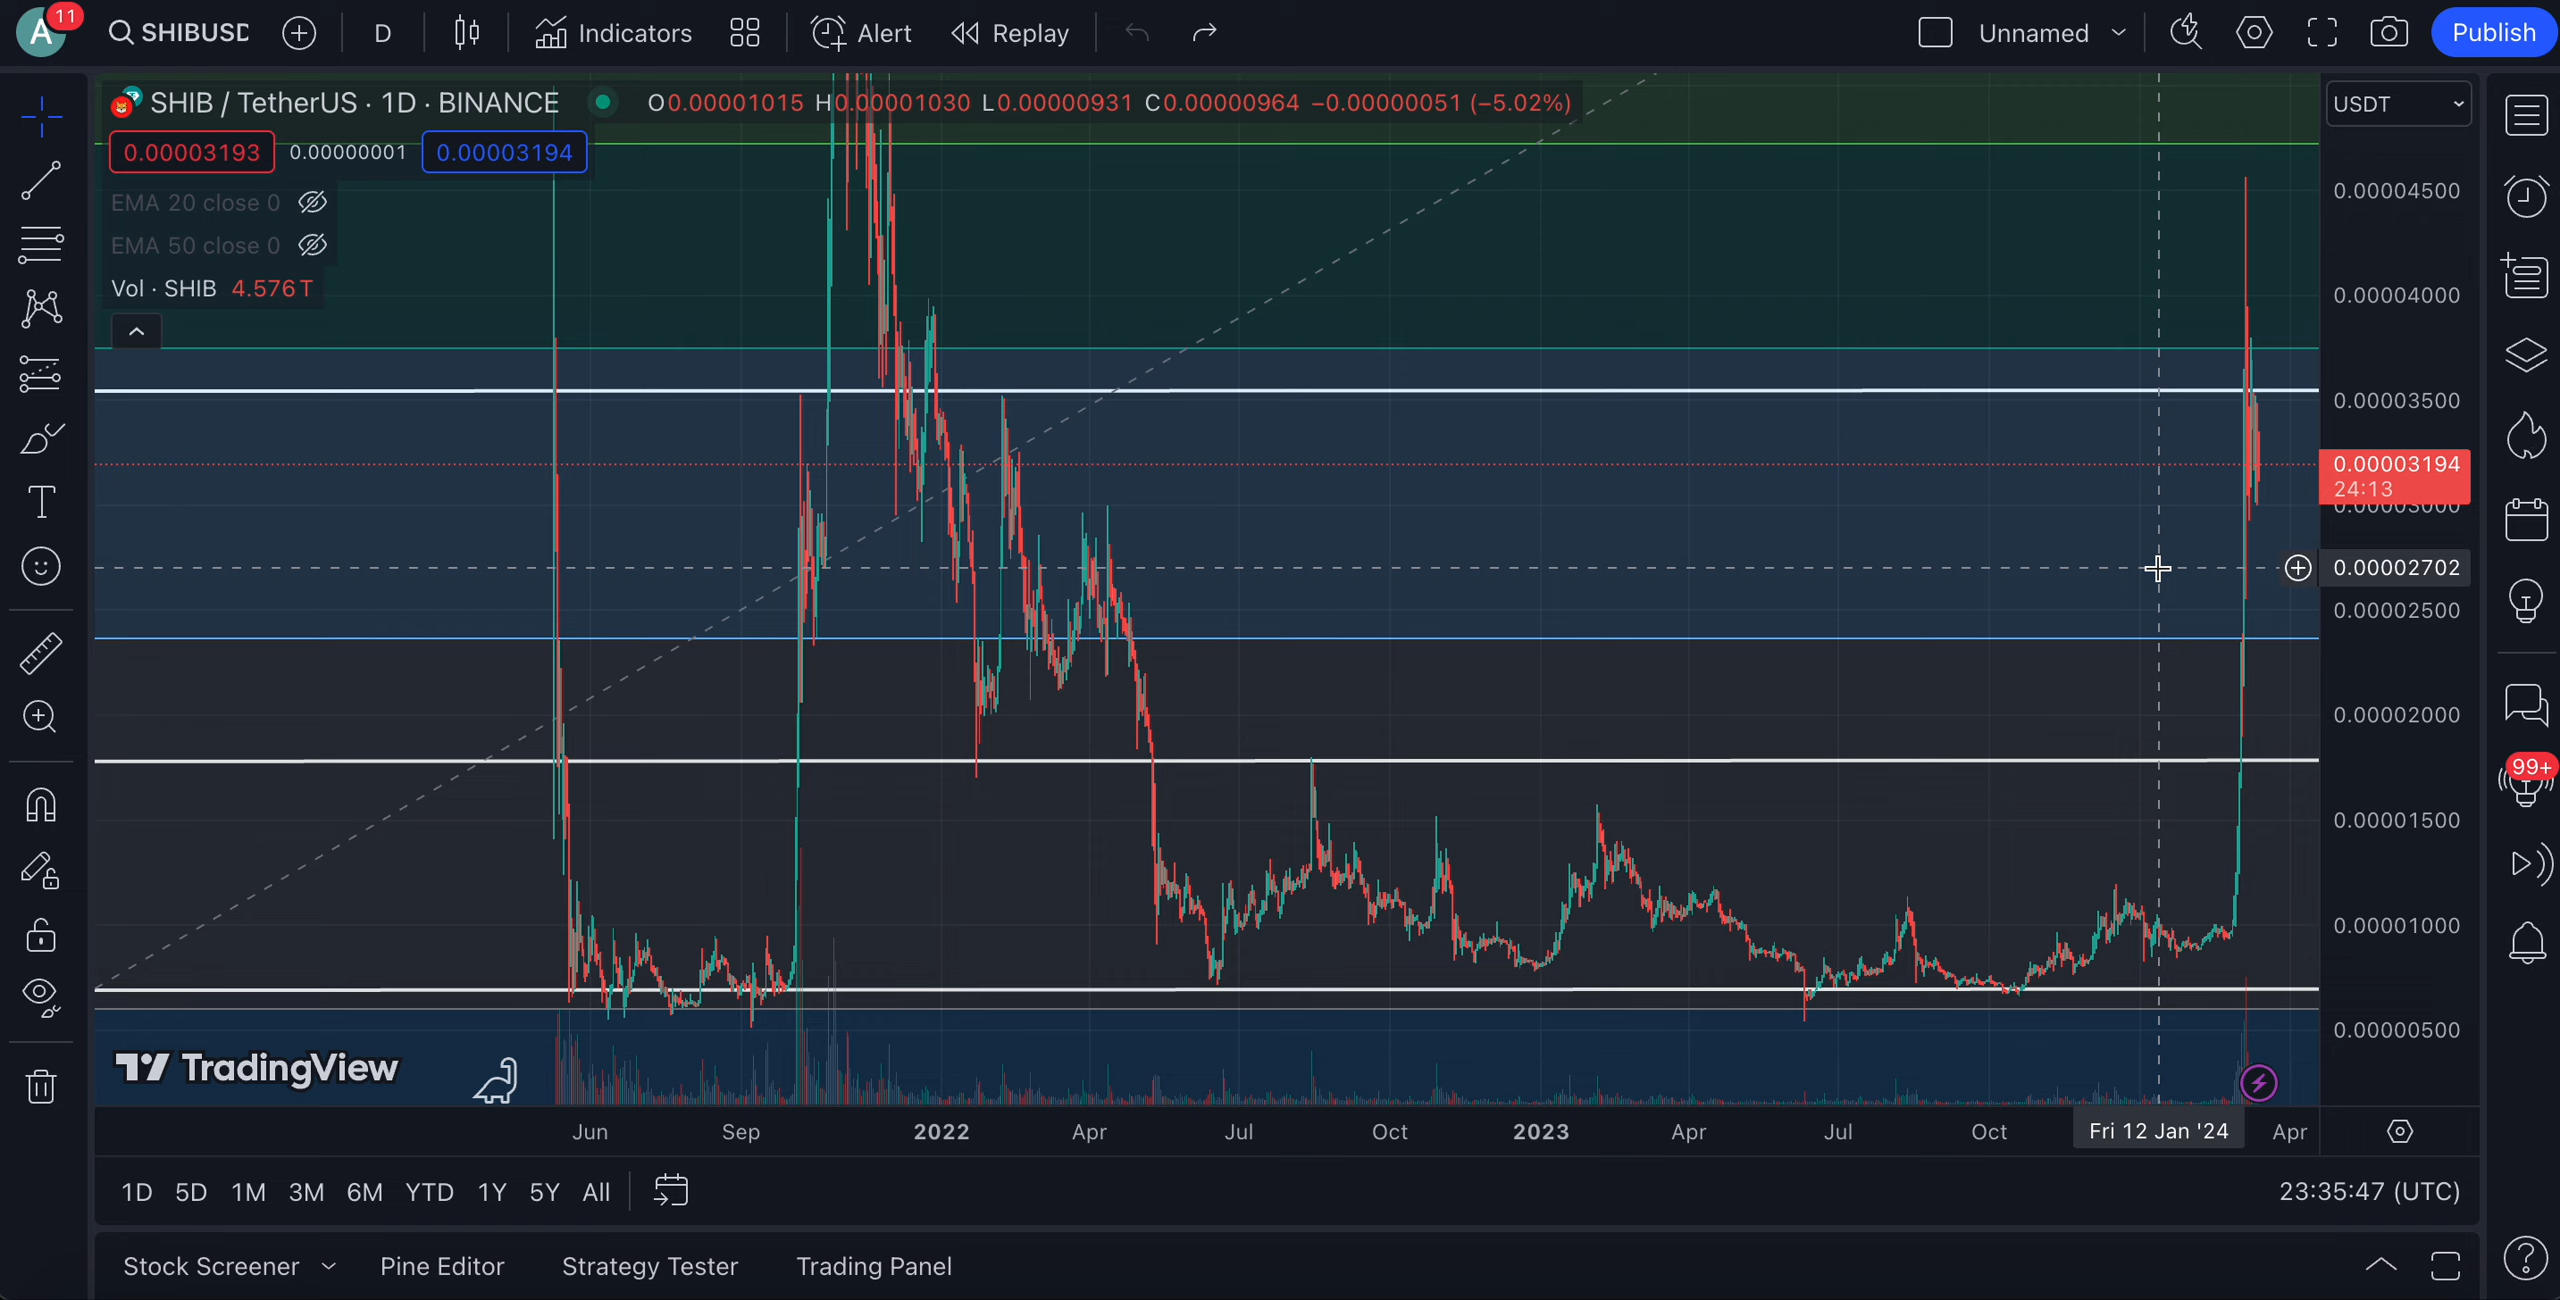 A 11 SHIBUSD D Indicators Alert Replay Unnamed Publish
SHIB / TetherUS · 1D · BINANCE O0.00001015 H0.00001030 L0.00000931 C0.00000964 −0.00000051 (−5.02%) USDT
0.00003193 0.00000001 0.00003194
EMA 20 close 0
EMA 50 close 0
Vol · SHIB 4.576T
0.00004500
0.00004000
0.00003500
0.00003194
24:13
0.00003000
0.00002702
0.00002500
0.00002000
99+
0.00001500
0.00001000
0.00000500
TradingView
Jun Sep 2022 Apr Jul Oct 2023 Apr Jul Oct Fri 12 Jan '24 Apr
1D 5D 1M 3M 6M YTD 1Y 5Y All 23:35:47 (UTC)
Stock Screener Pine Editor Strategy Tester Trading Panel